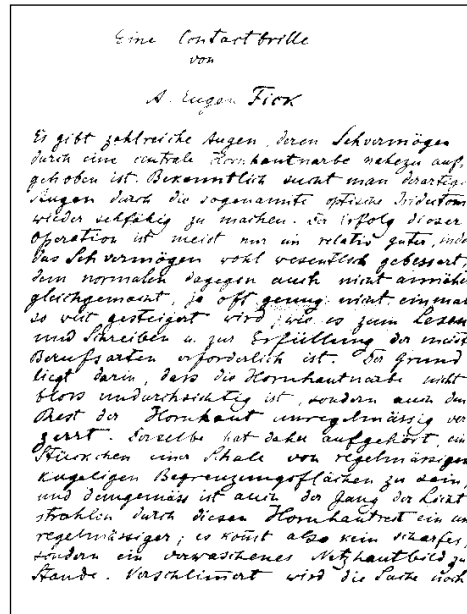 Eine Contactbrille
von
A. Eugen Fick
Es gibt zahlreiche Augen, deren Sehvermögen
durch eine centrale Hornhautnarbe nahezu auf-
gehoben ist. Bekanntlich sucht man derartige
Augen durch die sogenannte optische Iridectom
wieder sehfähig zu machen. Der Erfolg dieser
Operation ist meist nur ein relativ guter, indem
das Sehvermögen wohl wesentlich gebessert,
dem normalen dagegen auch nicht annähe
gleichgemacht, ja oft genug nicht einmal
so weit gesteigert wird, wie es zum Lesen
und Schreiben u. zur Erfüllung der meist
Berufsarten erforderlich ist. Der Grund
liegt darin, dass die Hornhautnarbe nicht
bloss undurchsichtig ist, sondern auch den
Rest der Hornhaut unregelmässig ver
zerrt. Derselbe hat daher aufgehört, ein
Stückchen einer Schale von regelmässigen
kugeligen Begrenzungsflächen zu sein,
und demgemäss ist auch der Gang der Licht
strahlen durch diesen Hornhautrest ein un
regelmässiger; es kom̄t also kein scharfes,
sondern ein verwaschenes Netzhautbild zu
Stande. Verschlim̄ert wird die Sache noch